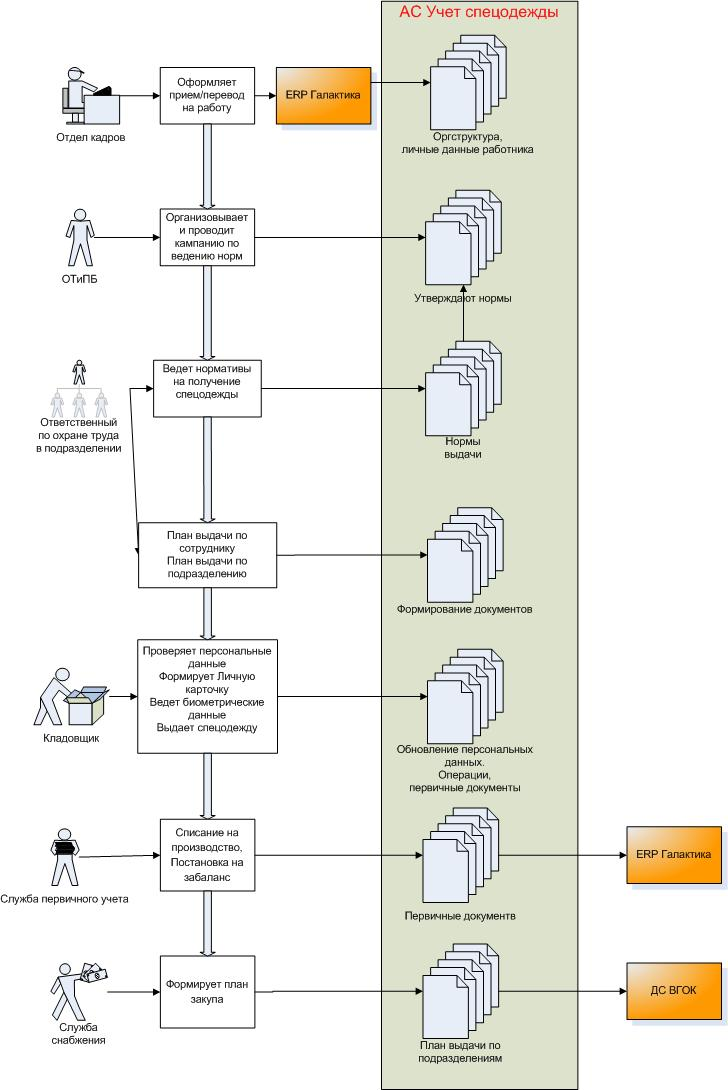 АС Учет спецодежды
Оформляет
прием/перевод
на работу
ERP Галактика
Отдел кадров
Оргструктура,
личные данные работника
Организовывает
и проводит
кампанию по
ведению норм
ОТиПБ
Утверждают нормы
Ведет нормативы
на получение
спецодежды
Ответственный
по охране труда
в подразделении
Нормы
выдачи
План выдачи по
сотруднику
План выдачи по
подразделению
Формирование документов
Проверяет персональные
данные
Формирует Личную
карточку
Ведет биометрические
данные
Выдает спецодежду
Кладовщик
Обновление персональных
данных.
Операции,
первичные документы
Списание на
производство,
Постановка на
забаланс
ERP Галактика
Служба первичного учета
Первичные документв
Формирует план
закупа
ДС ВГОК
Служба
снабжения
План выдачи по
подразделениям